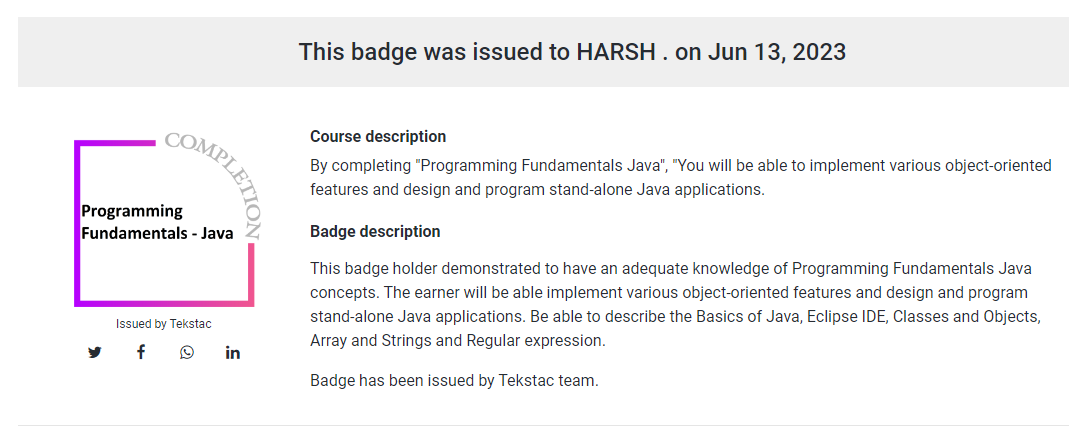 This badge was issued to HARSH . on Jun 13, 2023
COMPLETION
Programming
Fundamentals - Java
Issued by Tekstac
Course description
By completing "Programming Fundamentals Java", "You will be able to implement various object-oriented
features and design and program stand-alone Java applications.
Badge description
This badge holder demonstrated to have an adequate knowledge of Programming Fundamentals Java
concepts. The earner will be able implement various object-oriented features and design and program
stand-alone Java applications. Be able to describe the Basics of Java, Eclipse IDE, Classes and Objects,
Array and Strings and Regular expression.
Badge has been issued by Tekstac team.